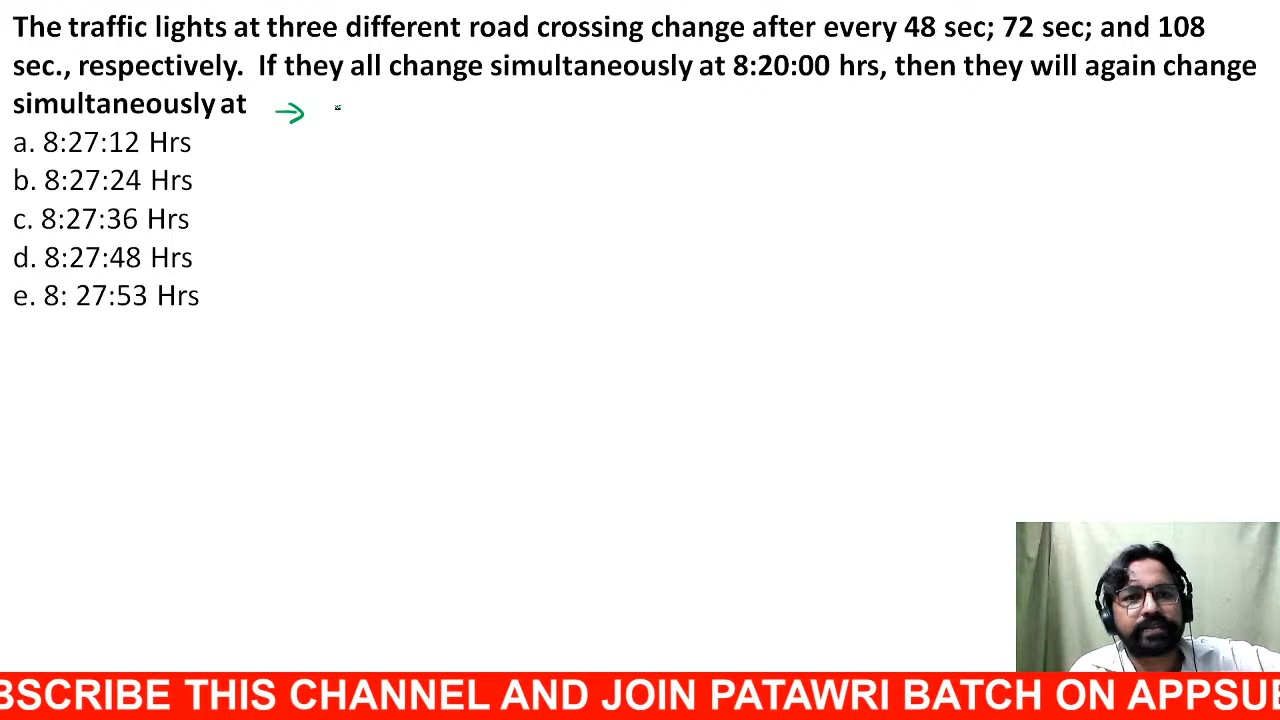 The traffic lights at three different road crossing change after every 48 sec; 72 sec; and 108
sec., respectively.  If they all change simultaneously at 8:20:00 hrs, then they will again change
simultaneously at
a. 8:27:12 Hrs
b. 8:27:24 Hrs
c. 8:27:36 Hrs
d. 8:27:48 Hrs
e. 8: 27:53 Hrs
BSCRIBE THIS CHANNEL AND JOIN PATAWRI BATCH ON APPSUB